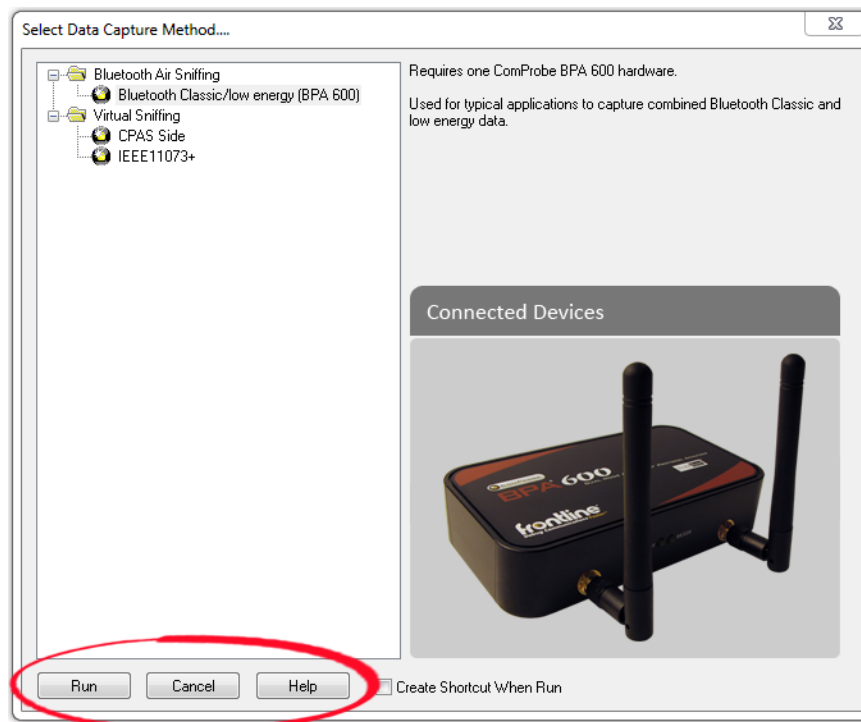 Select Data Capture Method....
Bluetooth Air Sniffing
Bluetooth Classic/low energy (BPA 600)
Virtual Sniffing
CPAS Side
IEEE11073+
Requires one ComProbe BPA 600 hardware.
Used for typical applications to capture combined Bluetooth Classic and
low energy data.
Connected Devices
BPA 600
frontline
Run
Cancel
Help
Create Shortcut When Run